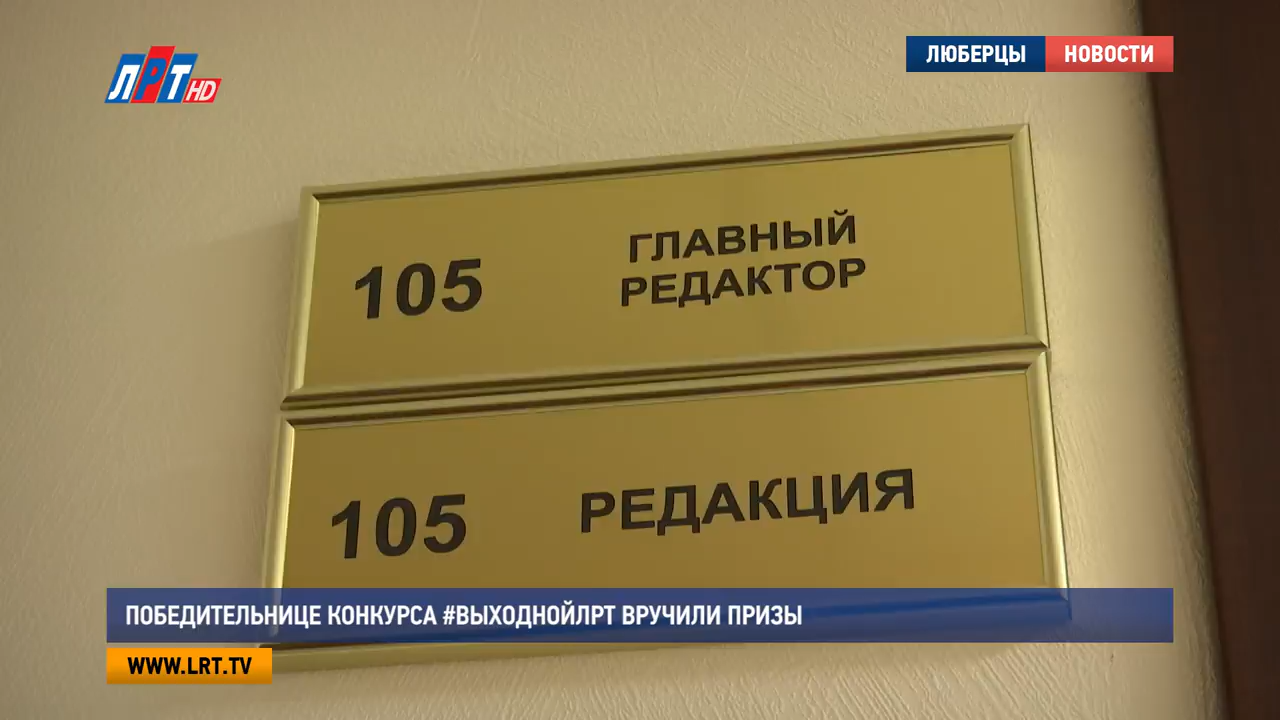 ЛРТ HD
ЛЮБЕРЦЫ НОВОСТИ
105 ГЛАВНЫЙ
РЕДАКТОР
105 РЕДАКЦИЯ
ПОБЕДИТЕЛЬНИЦЕ КОНКУРСА #ВЫХОДНОЙЛРТ ВРУЧИЛИ ПРИЗЫ
WWW.LRT.TV